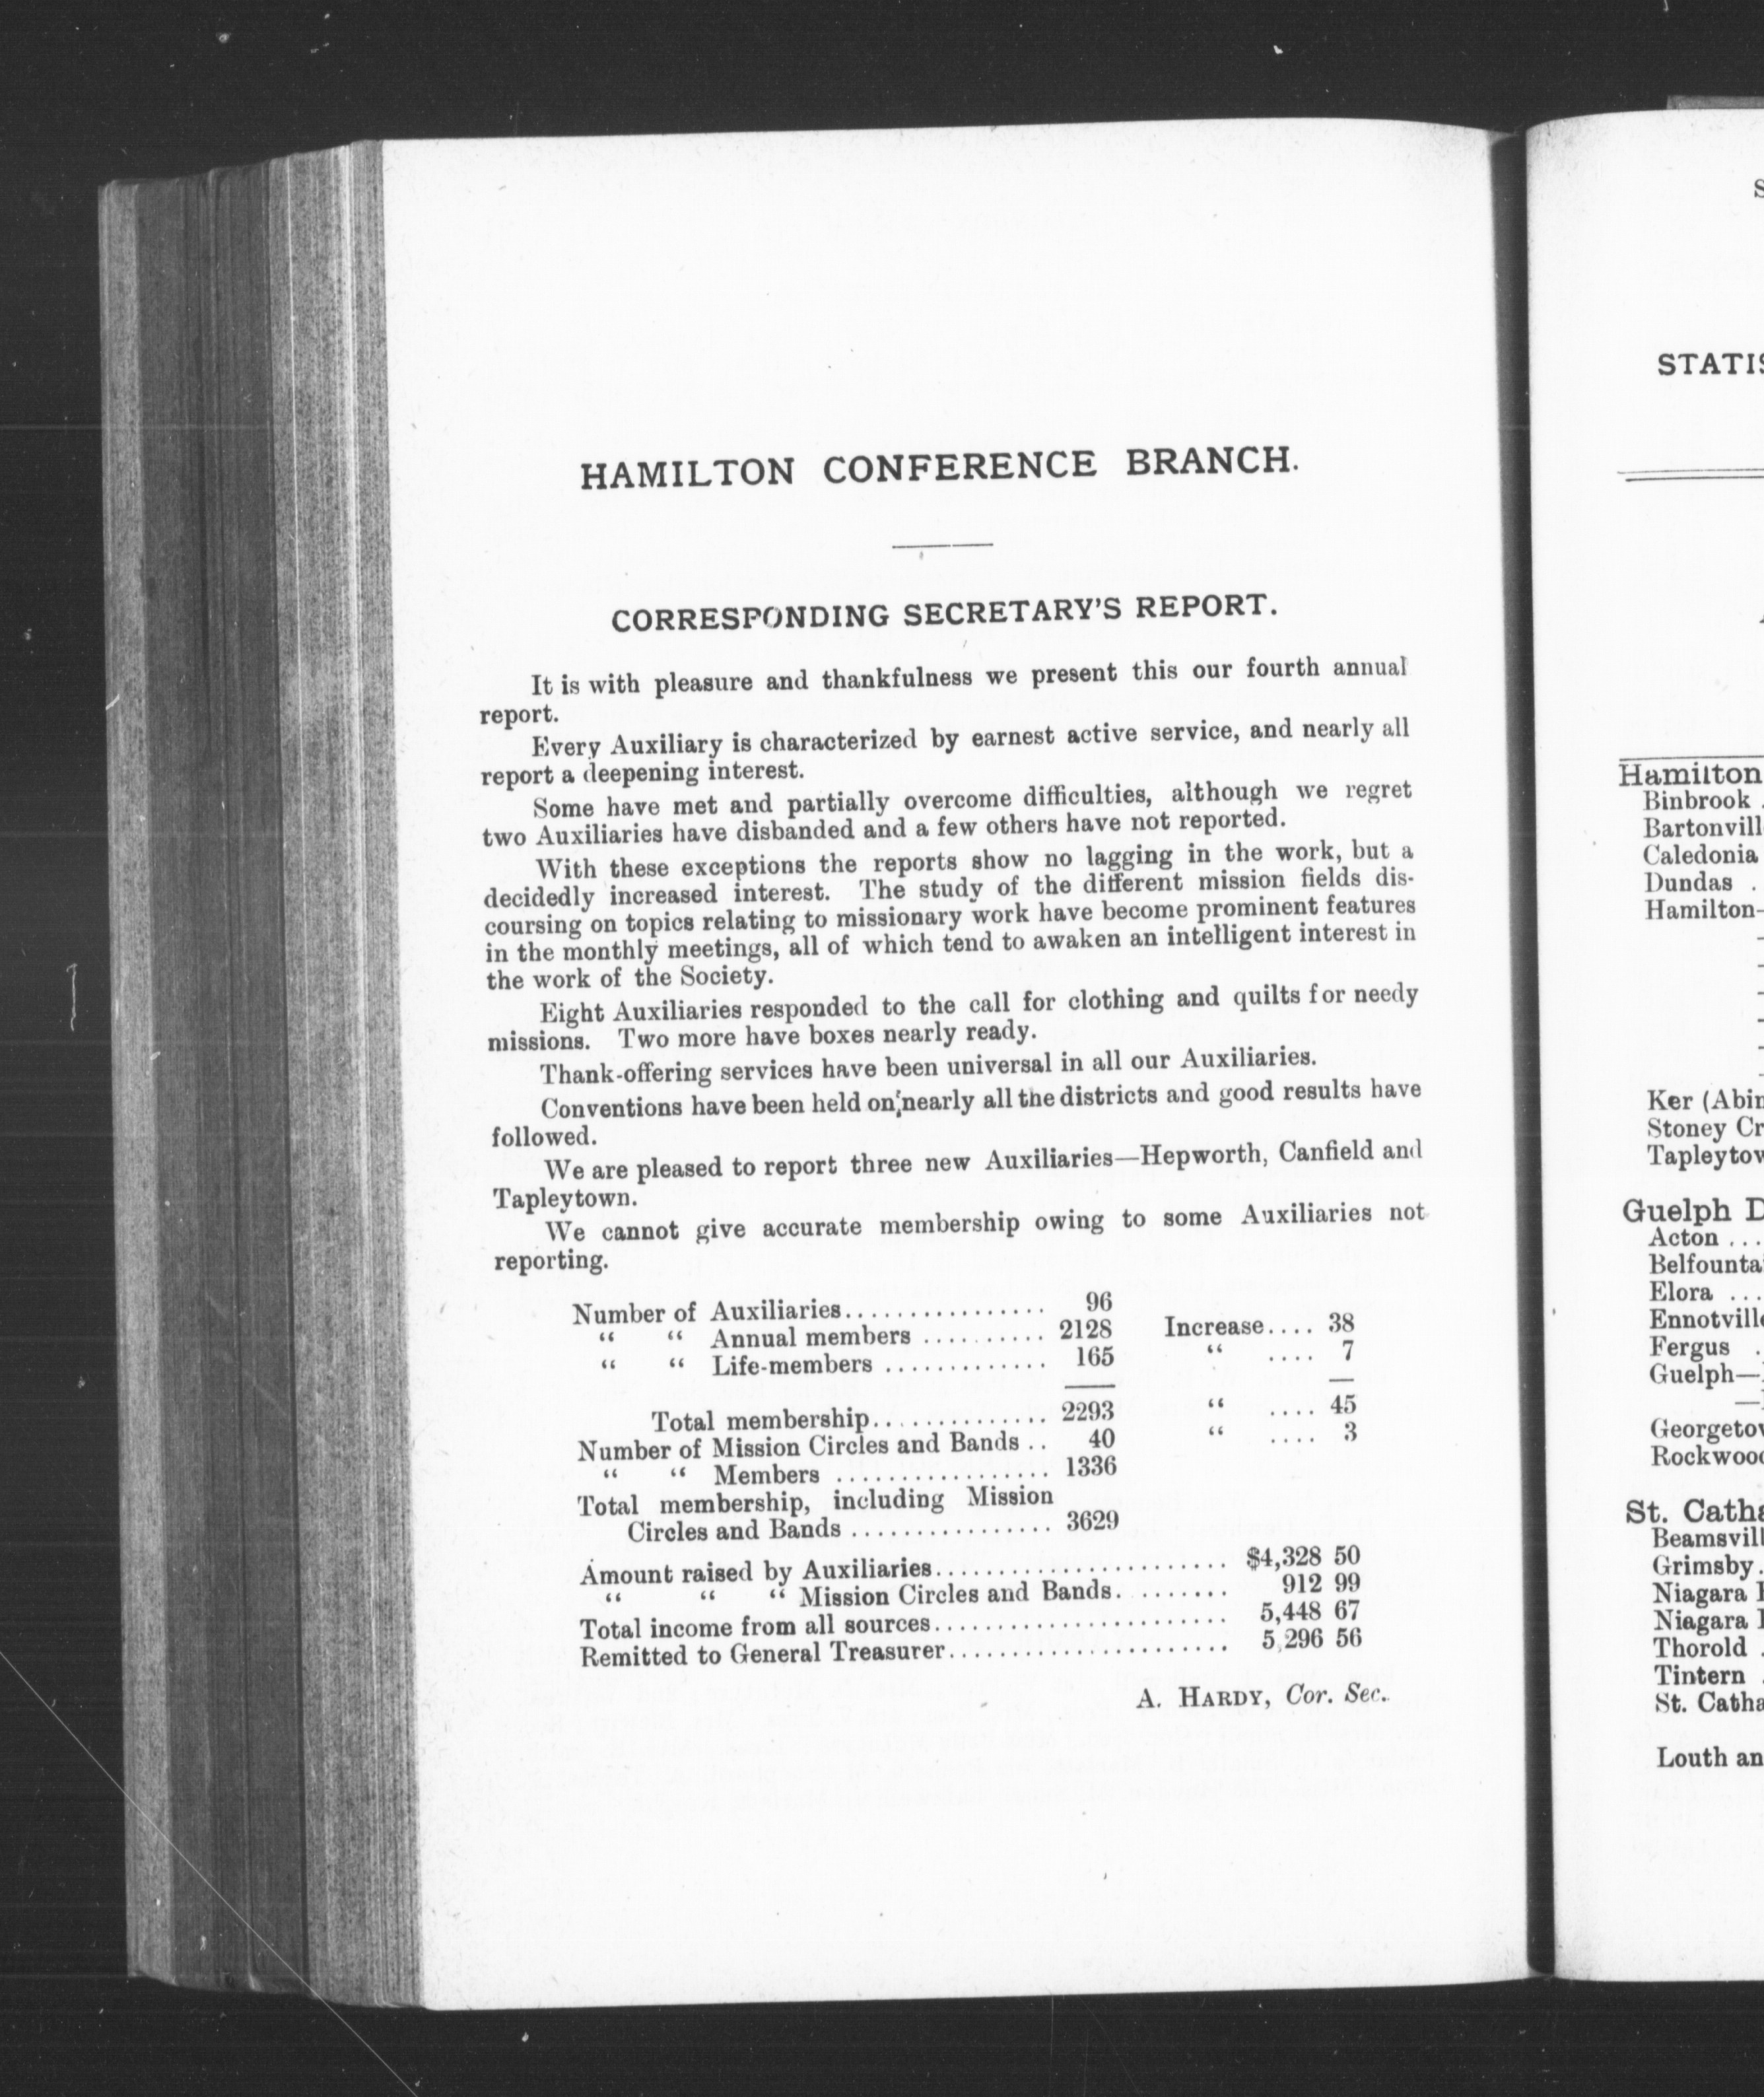 HAMILTON CONFERENCE BRANCH.
CORRESPONDING SECRETARY'S REPORT.
It is with pleasure and thankfulness we present this our fourth annual
report.
Every Auxiliary is characterized by earnest active service, and nearly all
report a deepening interest.
Some have met and partially overcome difficulties, although we regret
two Auxiliaries have disbanded and a few others have not reported.
With these exceptions the reports show no lagging in the work, but a
decidedly increased interest. The study of the different mission fields dis-
coursing on topics relating to missionary work have become prominent features
in the monthly meetings, all of which tend to awaken an intelligent interest in
the work of the Society.
Eight Auxiliaries responded to the call for clothing and quilts for needy
missions. Two more have boxes nearly ready.
Thank-offering services have been universal in all our Auxiliaries.
Conventions have been held on nearly all the districts and good results have
followed.
We are pleased to report three new Auxiliaries—Hepworth, Canfield and
Tapleytown.
We cannot give accurate membership owing to some Auxiliaries not
reporting.
Number of Auxiliaries................ 96
" " Annual members .......... 2128 Increase.... 38
" " Life-members ............. 165 " .... 7
Total membership.............. 2293 " .... 45
Number of Mission Circles and Bands .. 40 " .... 3
" " Members ................. 1336
Total membership, including Mission
Circles and Bands ................ 3629
Amount raised by Auxiliaries....................... $4,328 50
" " " Mission Circles and Bands......... 912 99
Total income from all sources....................... 5,448 67
Remitted to General Treasurer...................... 5,296 56
A. HARDY, Cor. Sec.
S
STATIS
Hamilton
Binbrook .
Bartonvill
Caledonia
Dundas .
Hamilton—
Ker (Abin
Stoney Cr
Tapleytow
Guelph D
Acton ...
Belfounta
Elora ...
Ennotville
Fergus .
Guelph—
Georgetow
Rockwood
St. Catha
Beamsvill
Grimsby.
Niagara
Niagara
Thorold .
Tintern .
St. Catha
Louth an